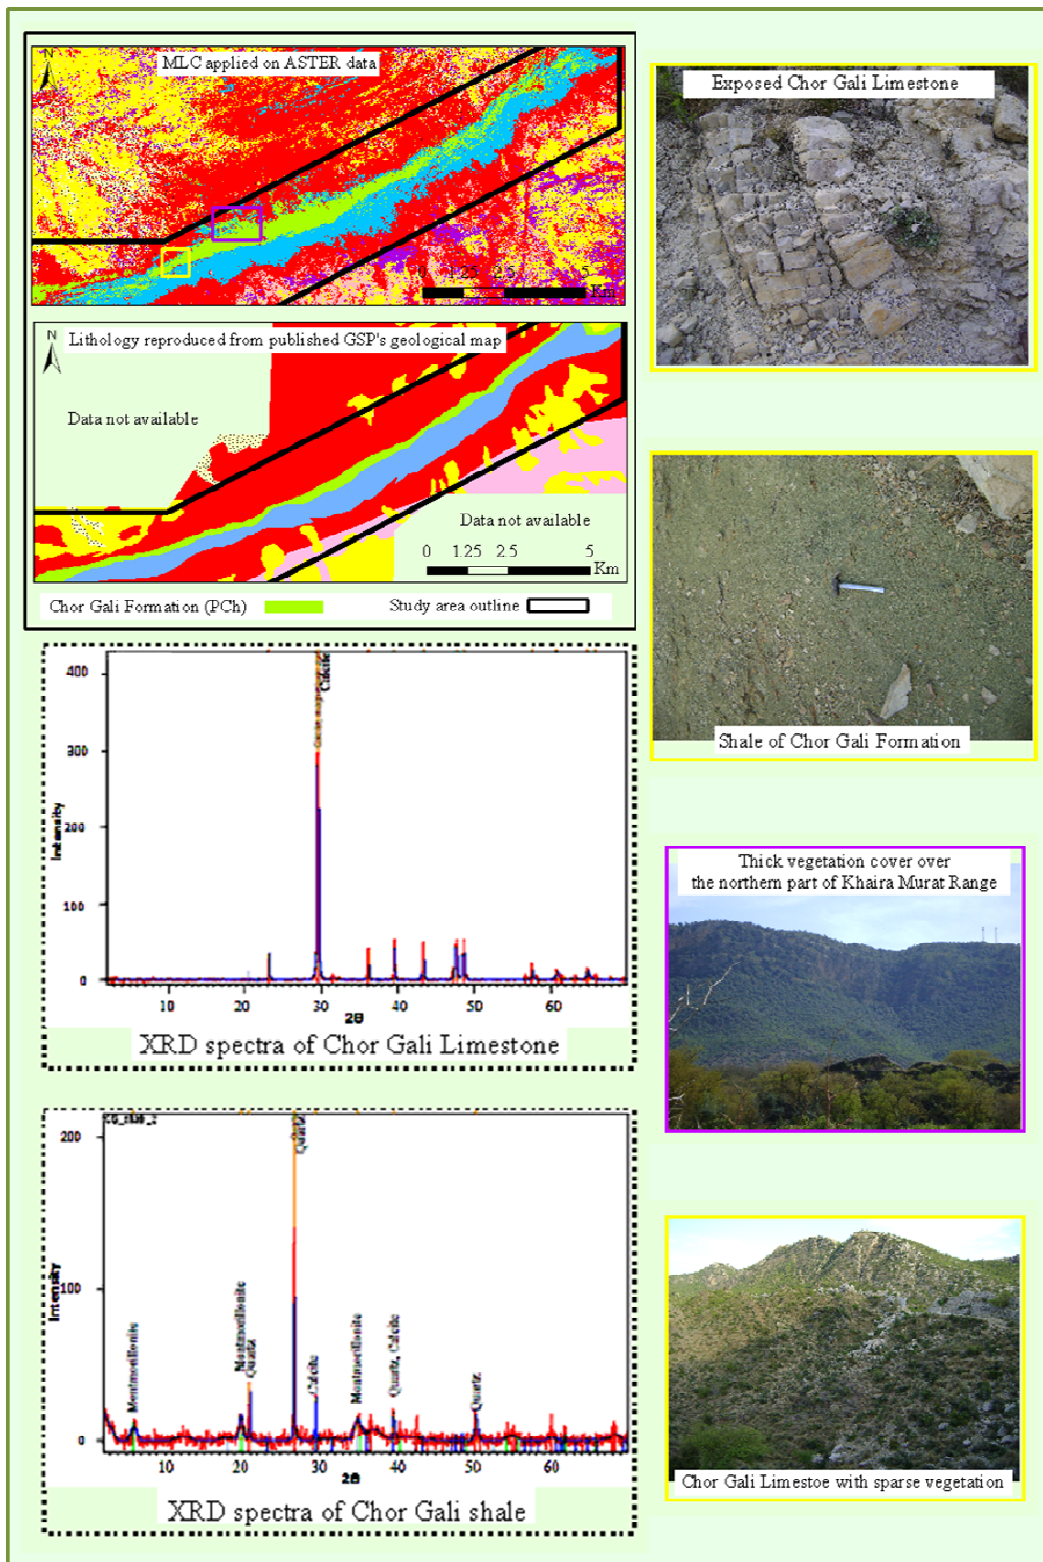 N
MLC applied on ASTER data
0 1.25 2.5 5
Km
N
Lithology reproduced from published GSP's geological map
Data not available
Data not available
0 1.25 2.5 5
Km
Chor Gali Formation (PCh)
Study area outline
400
300
200
100
0
Intensity
Calcite
10 20 30 40 50 60
2θ
XRD spectra of Chor Gali Limestone
200
100
0
Intensity
Montmorillonite
Montmorillonite
Quartz
Quartz
Calcite
Montmorillonite
Quartz, Calcite
Quartz
10 20 30 40 50 60
2θ
XRD spectra of Chor Gali shale
Exposed Chor Gali Limestone
Shale of Chor Gali Formation
Thick vegetation cover over
the northern part of Khaira Murat Range
Chor Gali Limestoe with sparse vegetation